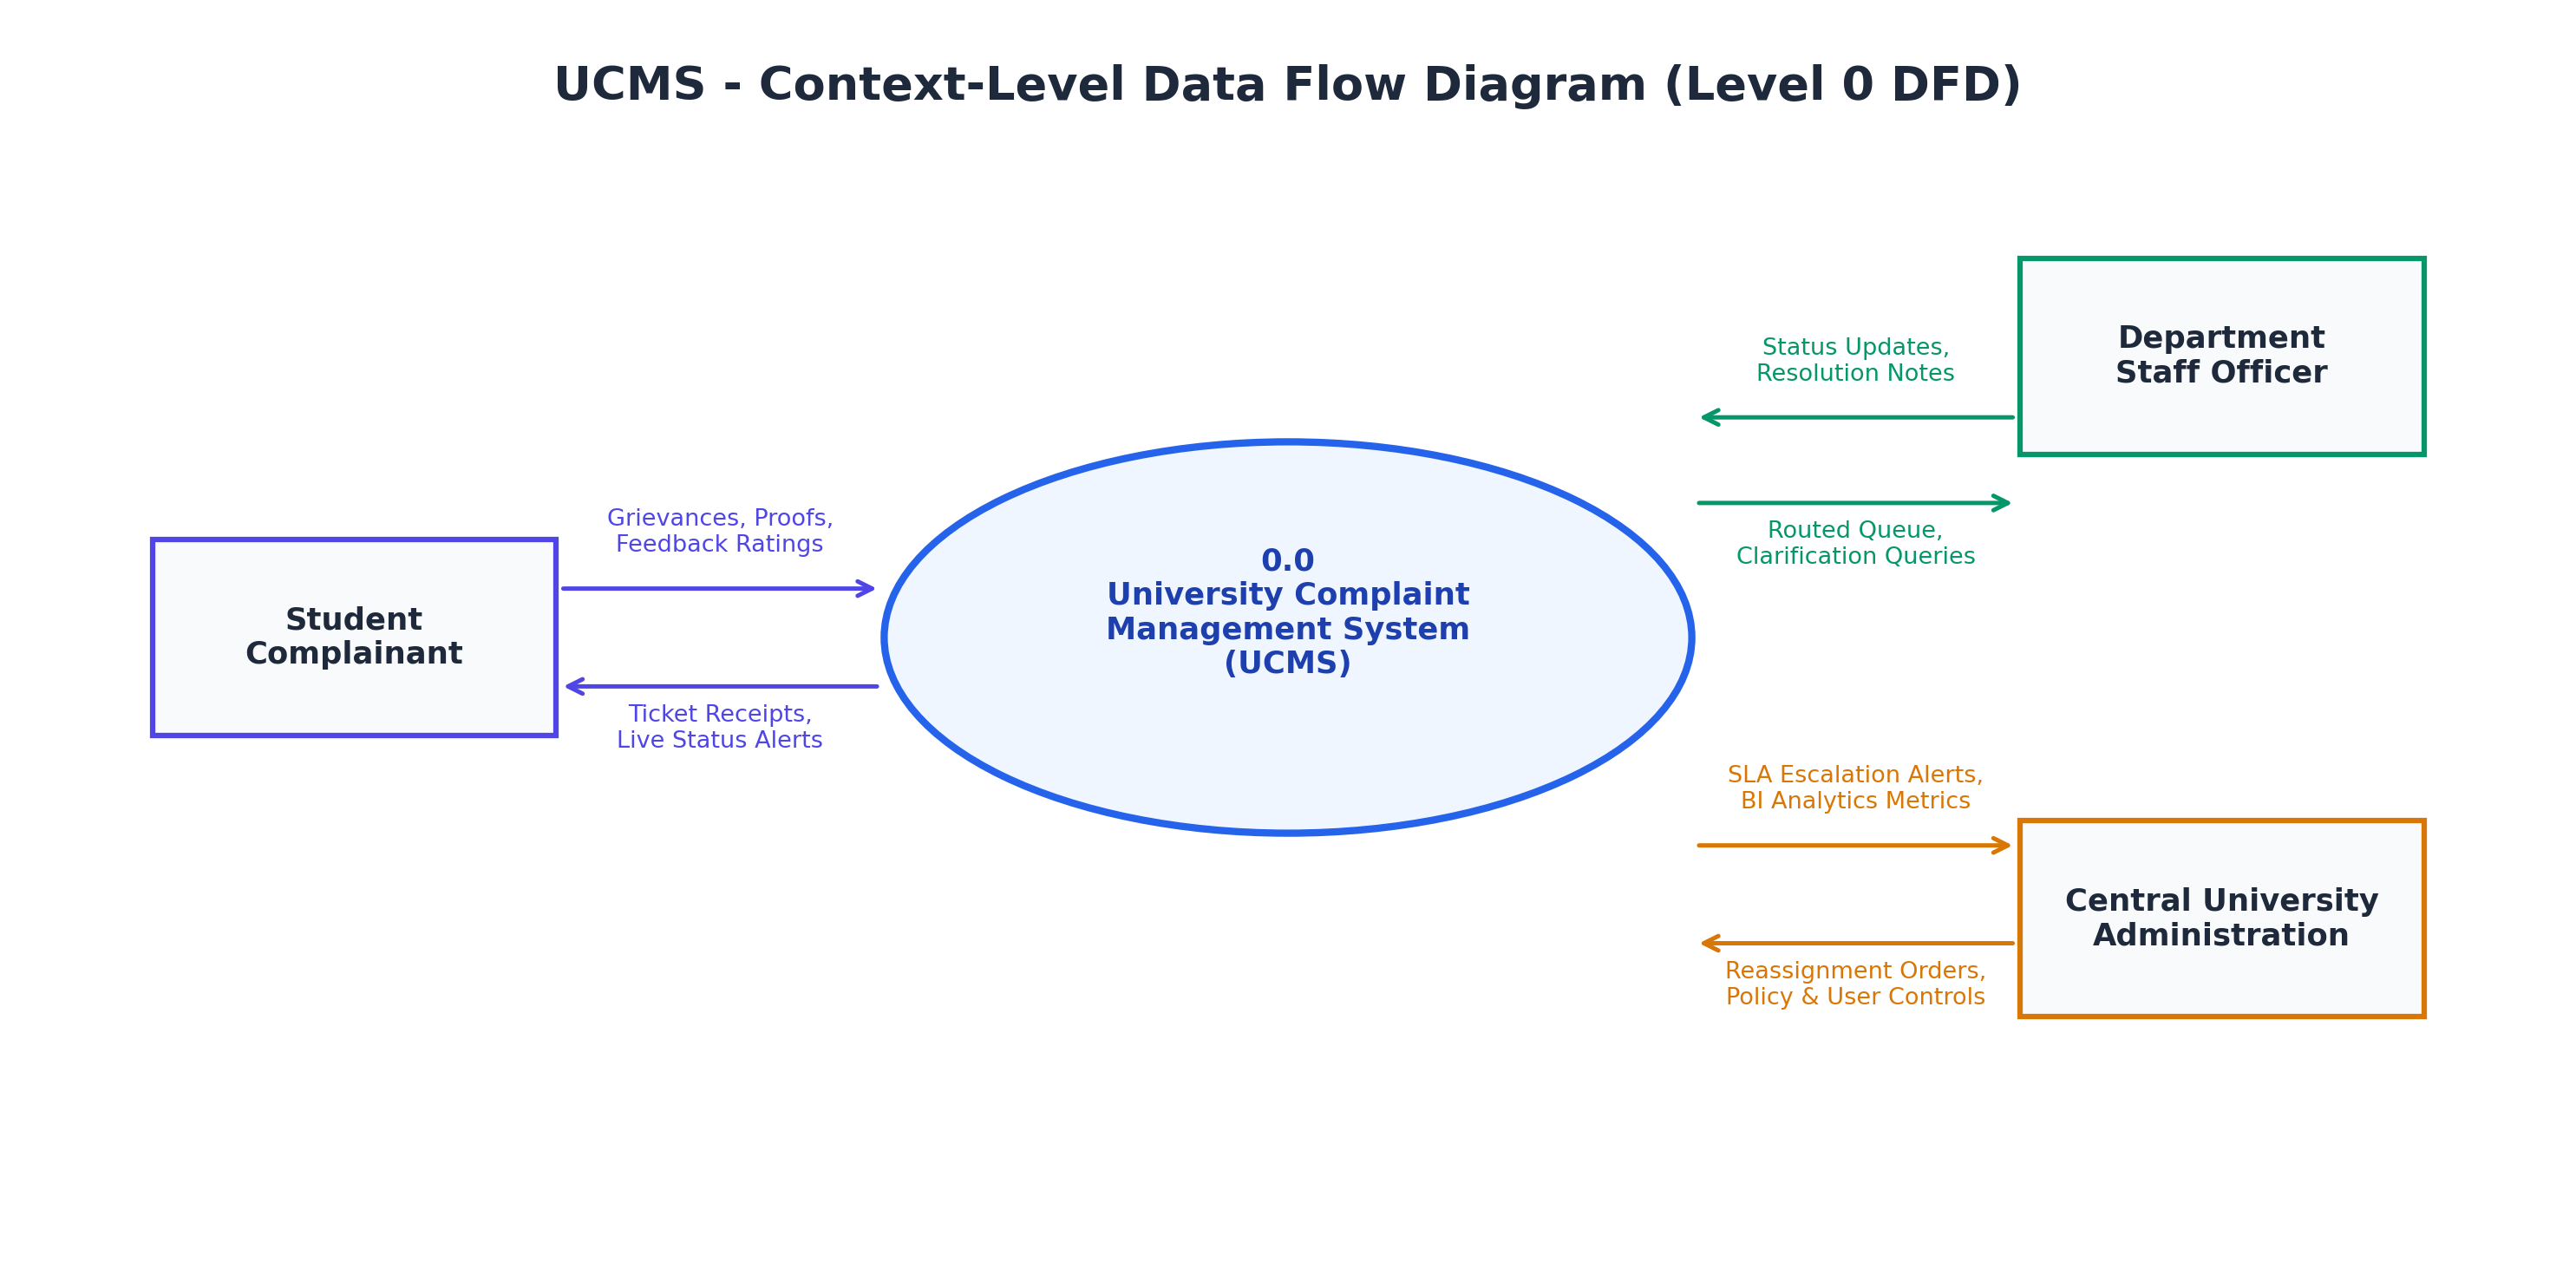 UCMS - Context-Level Data Flow Diagram (Level 0 DFD)
Student
Complainant
Grievances, Proofs,
Feedback Ratings
Ticket Receipts,
Live Status Alerts
0.0
University Complaint
Management System
(UCMS)
Status Updates,
Resolution Notes
Routed Queue,
Clarification Queries
Department
Staff Officer
SLA Escalation Alerts,
BI Analytics Metrics
Reassignment Orders,
Policy & User Controls
Central University
Administration